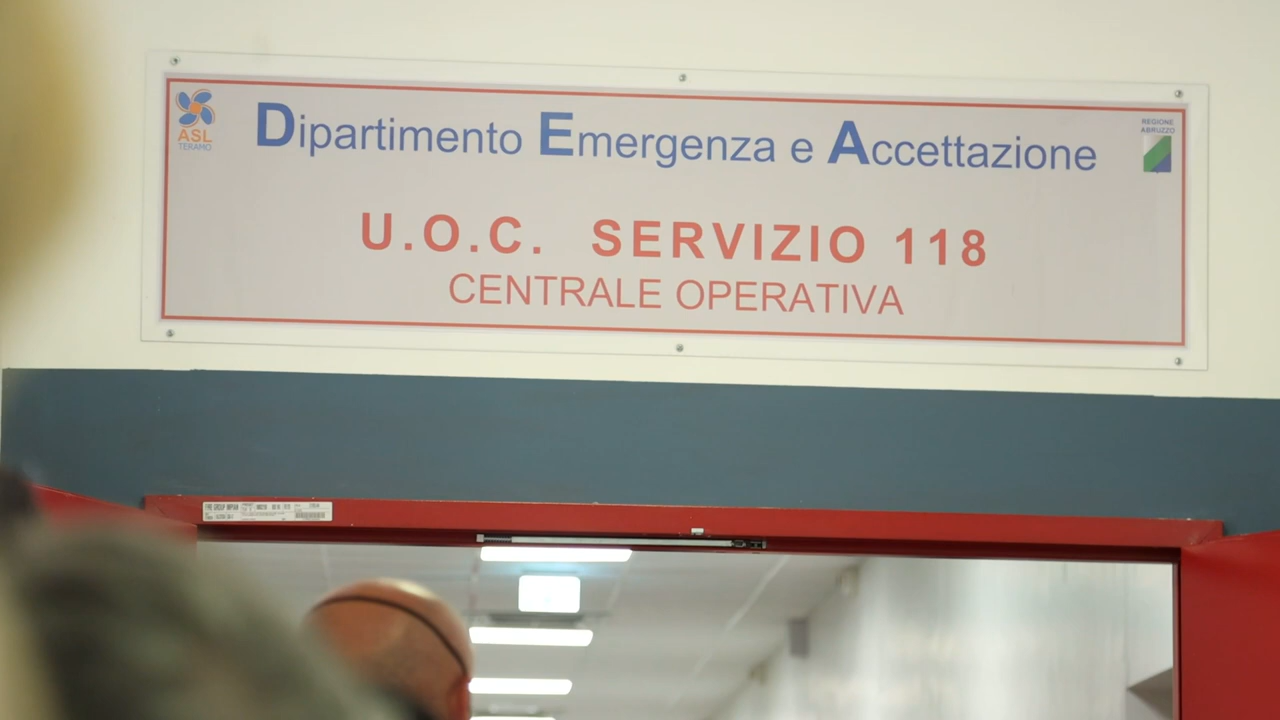 ASL
TERAMO
Dipartimento Emergenza e Accettazione
REGIONE
ABRUZZO
U.O.C. SERVIZIO 118
CENTRALE OPERATIVA